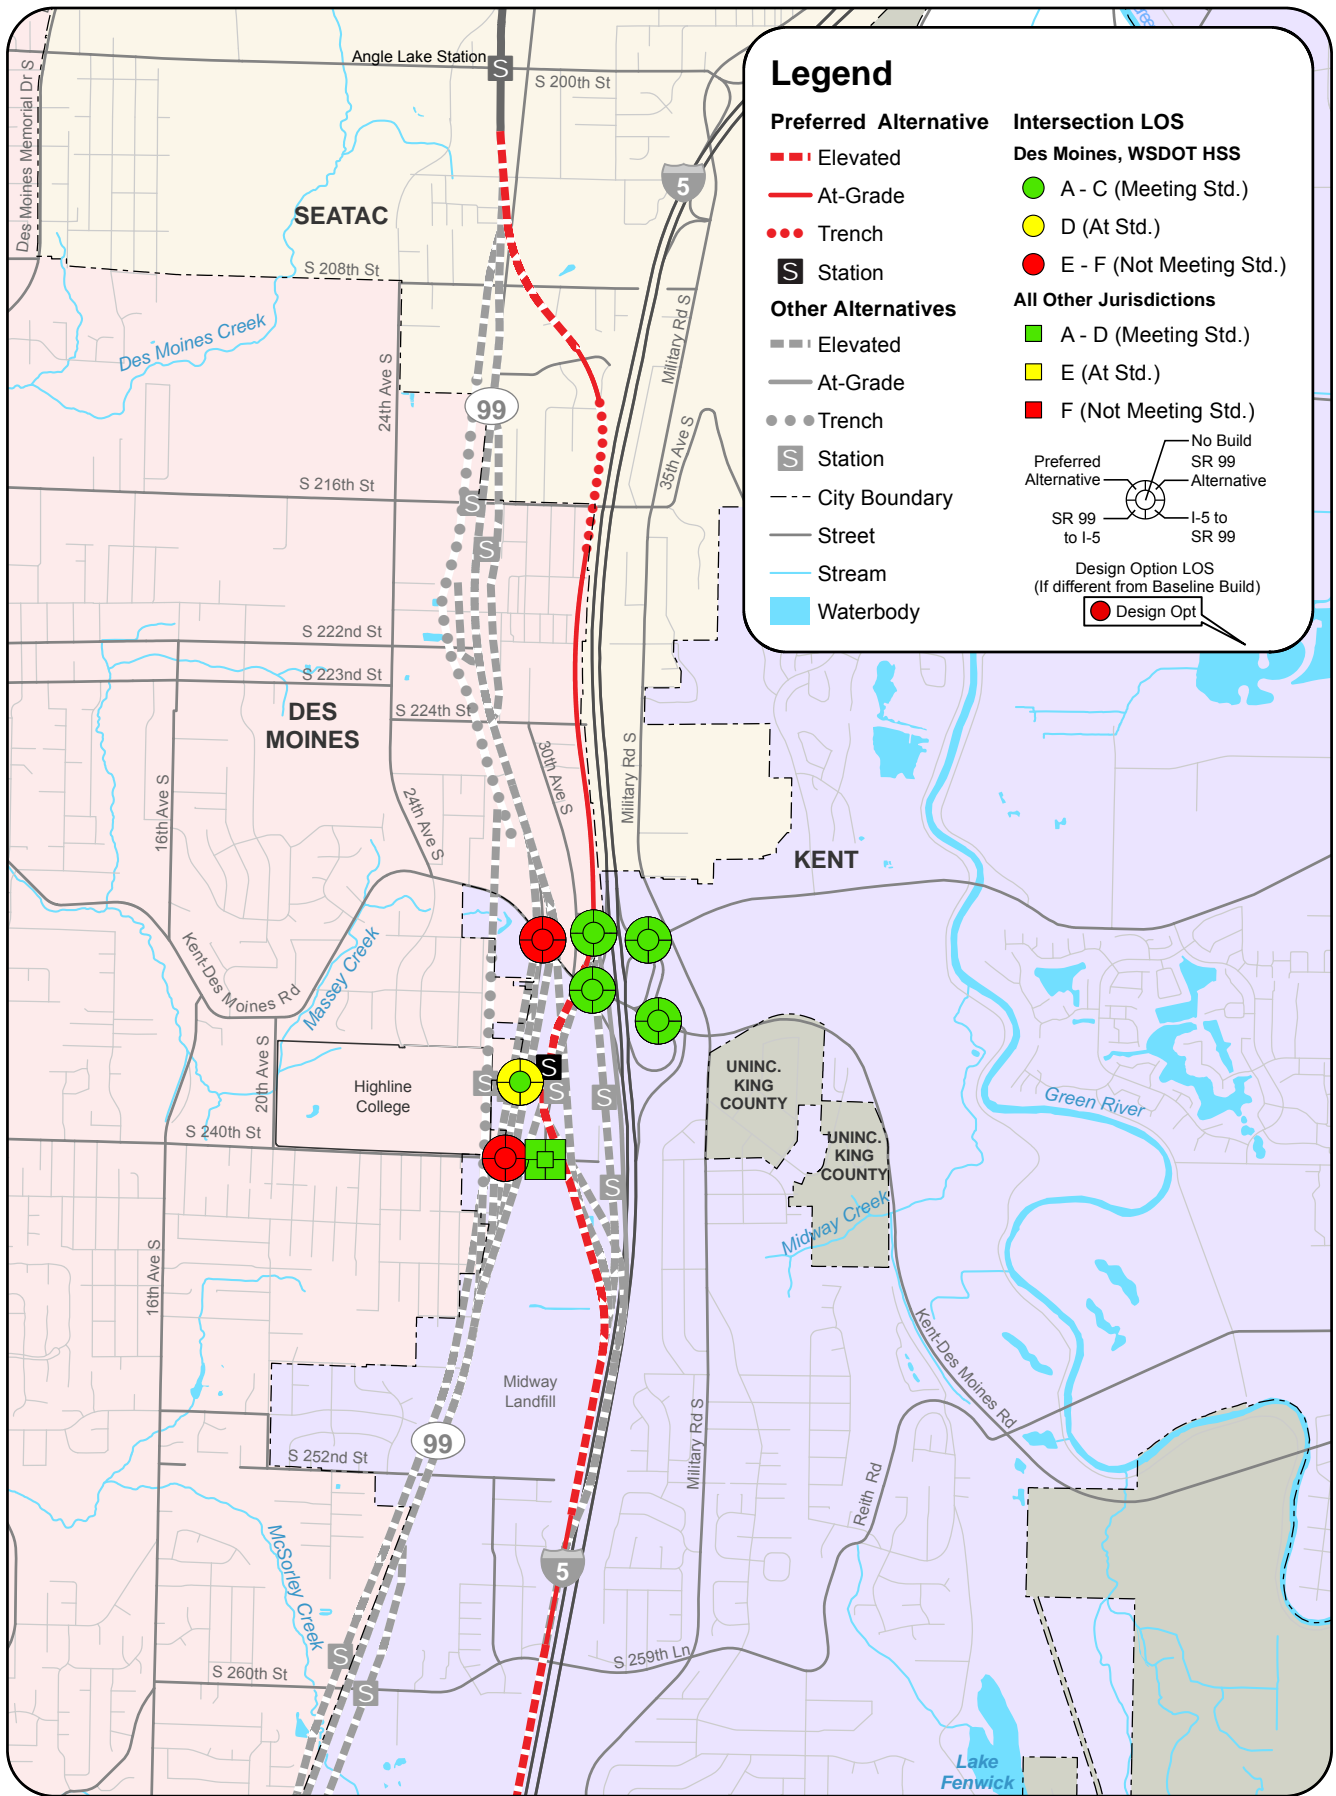 Angle Lake Station
S
S 200th St
Des Moines Memorial Dr S
5
SEATAC
S 208th St
Des Moines Creek
24th Ave S
Military Rd S
99
35th Ave S
S 216th St
S
S
S 222nd St
S 223rd St
DES
MOINES
S 224th St
30th Ave S
Military Rd S
16th Ave S
24th Ave S
KENT
Kent-Des Moines Rd
Massey Creek
20th Ave S
Highline
College
S
S
S
S
S
S 240th St
UNINC.
KING
COUNTY
UNINC.
KING
COUNTY
Green River
Midway Creek
16th Ave S
Midway
Landfill
Kent-Des Moines Rd
99
S 252nd St
Military Rd S
Reith Rd
McSorley Creek
5
S
S
S 260th St
S 259th Ln
Lake
Fenwick
Legend
Preferred Alternative
Elevated
At-Grade
Trench
S Station
Other Alternatives
Elevated
At-Grade
Trench
S Station
City Boundary
Street
Stream
Waterbody
Intersection LOS
Des Moines, WSDOT HSS
A - C (Meeting Std.)
D (At Std.)
E - F (Not Meeting Std.)
All Other Jurisdictions
A - D (Meeting Std.)
E (At Std.)
F (Not Meeting Std.)
No Build
Preferred
Alternative
SR 99
Alternative
SR 99
to I-5
I-5 to
SR 99
Design Option LOS
(If different from Baseline Build)
Design Opt